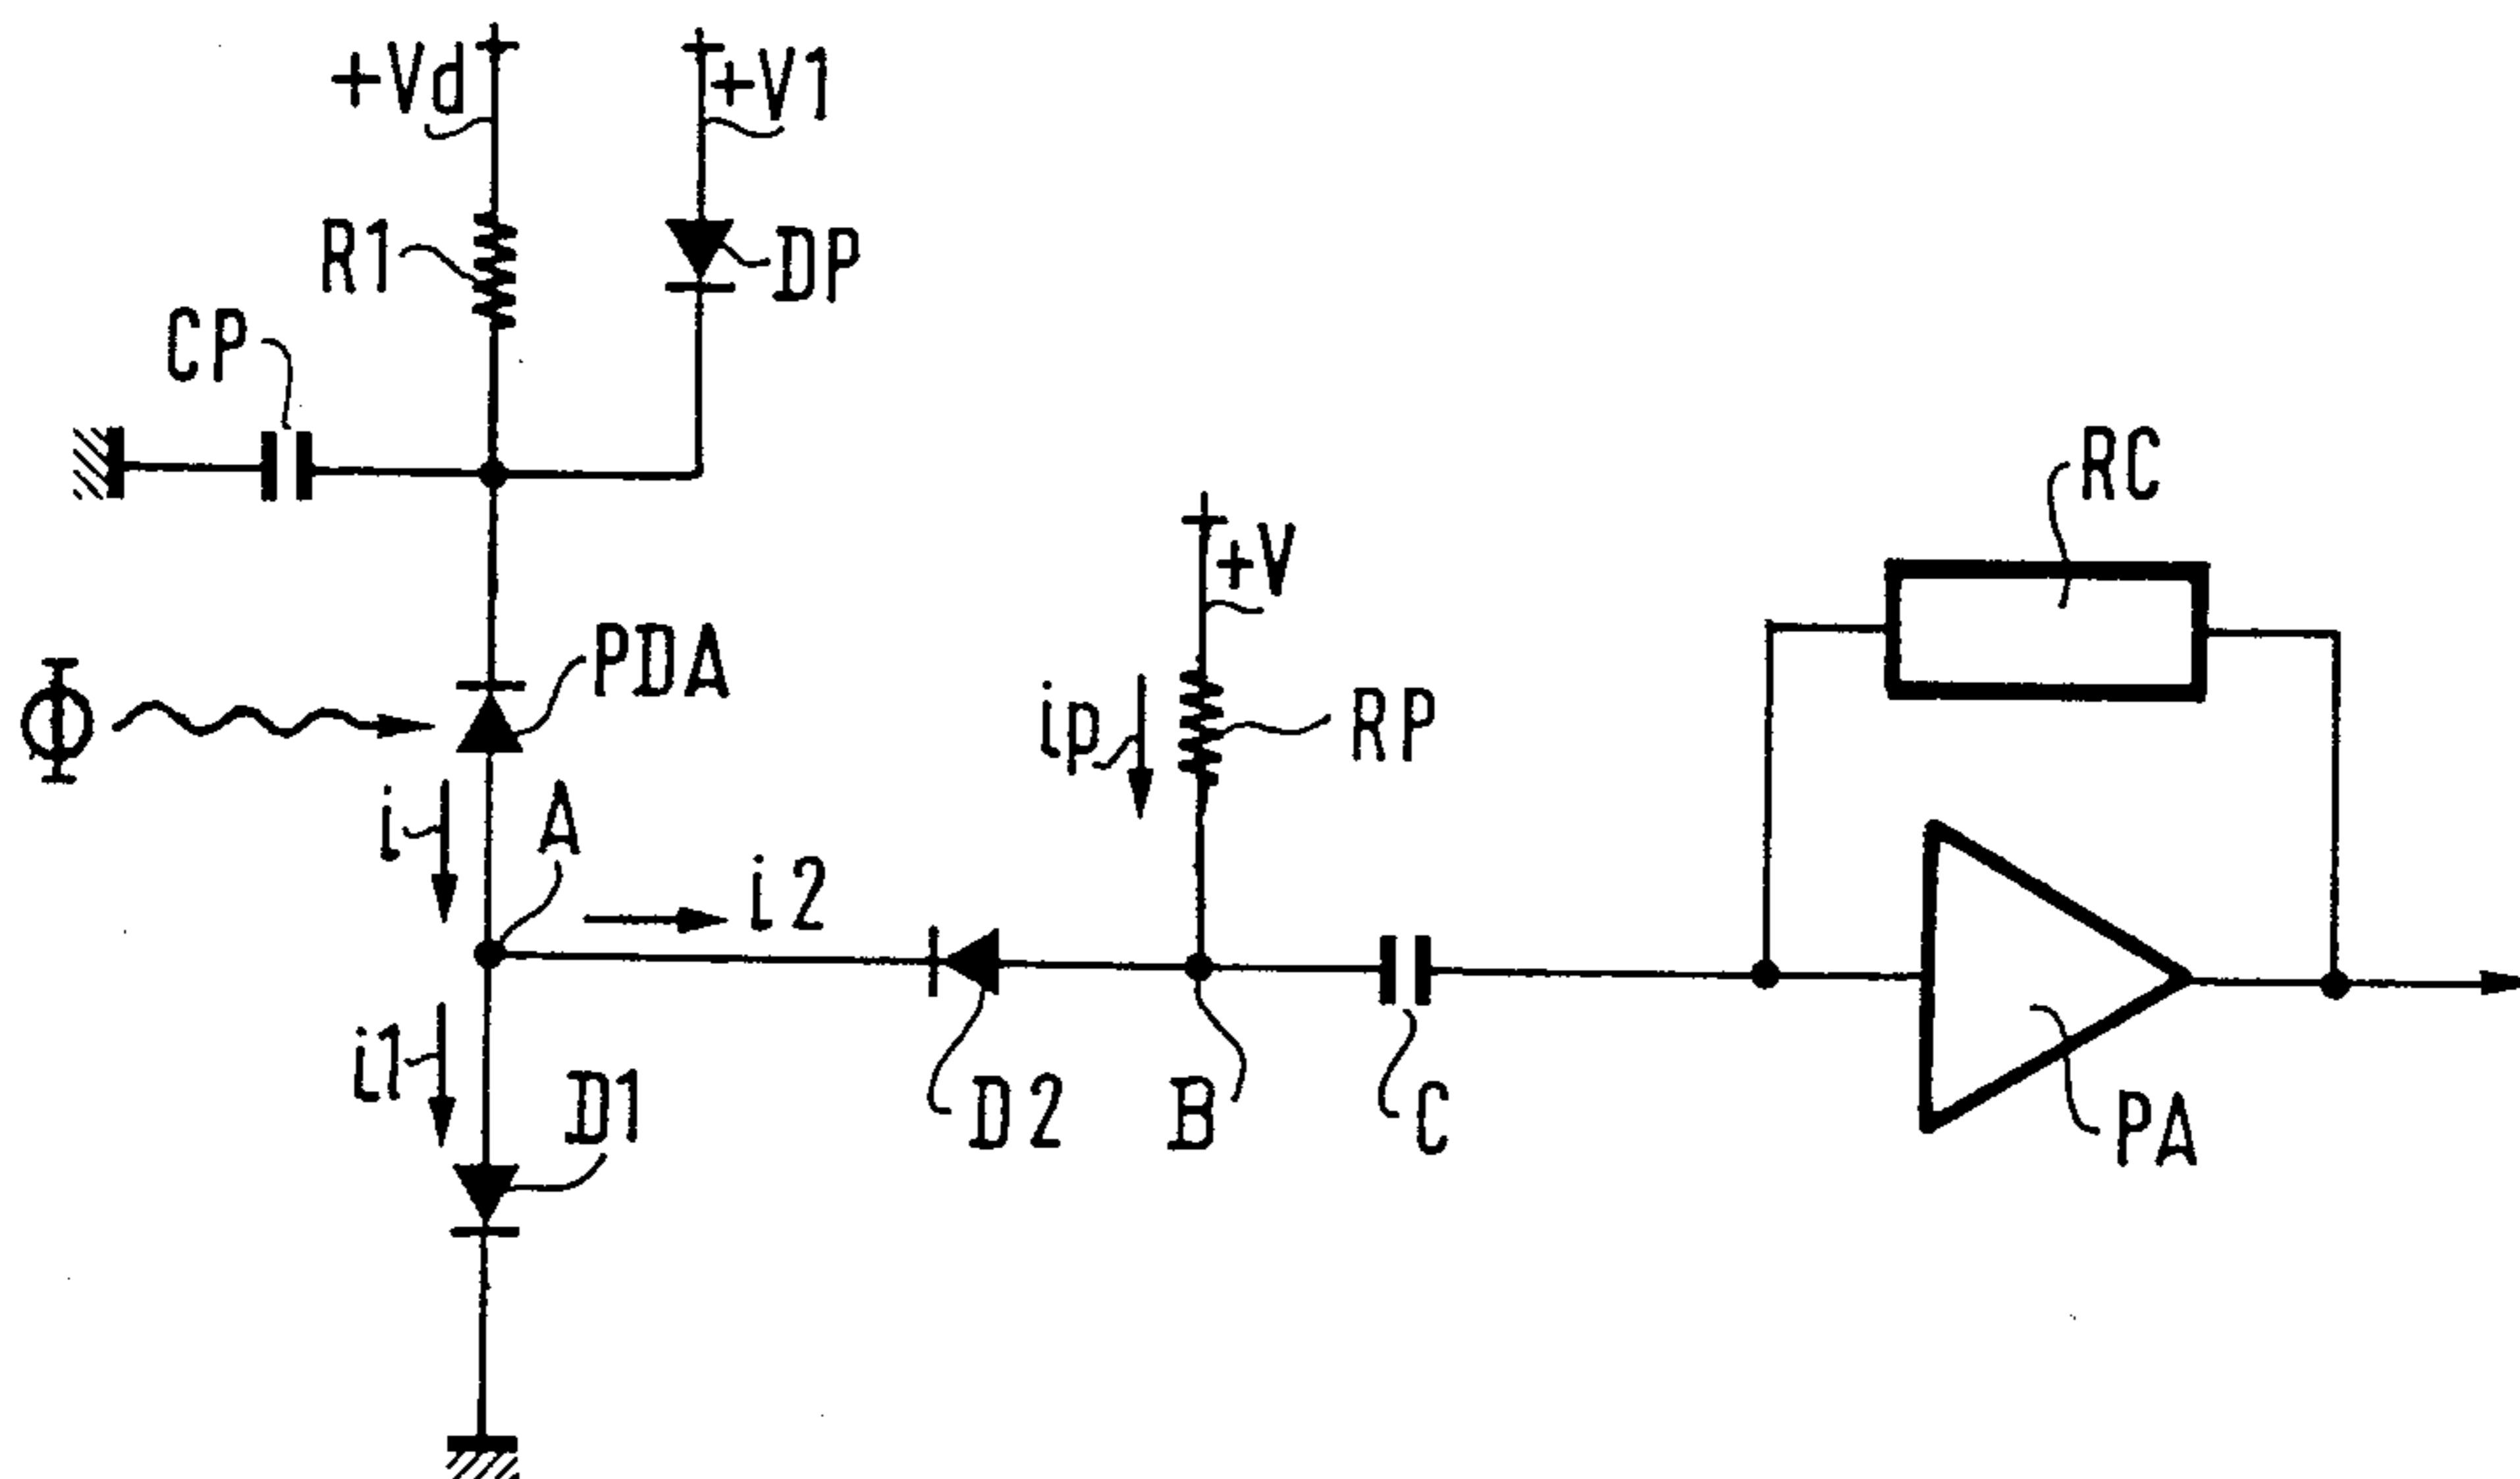 +Vd
+V1
R1
DP
CP
RC
+V
Φ
PDA
ip
RP
i
A
i2
i1
D1
D2
B
C
PA